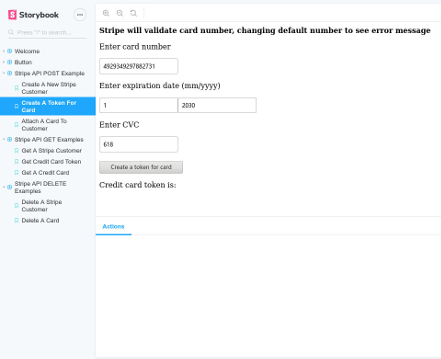 Storybook
Press "/" to search...
Welcome
Button
Stripe API POST Example
Create A New Stripe
Customer
Create A Token For
Card
Attach A Card To
Customer
Stripe API GET Examples
Get A Stripe Customer
Get Credit Card Token
Get A Credit Card
Stripe API DELETE
Examples
Delete A Stripe
Customer
Delete A Card
Stripe will validate card number, changing default number to see error message
Enter card number
4929349297882731
Enter expiration date (mm/yyyy)
1
2030
Enter CVC
618
Create a token for card
Credit card token is:
Actions